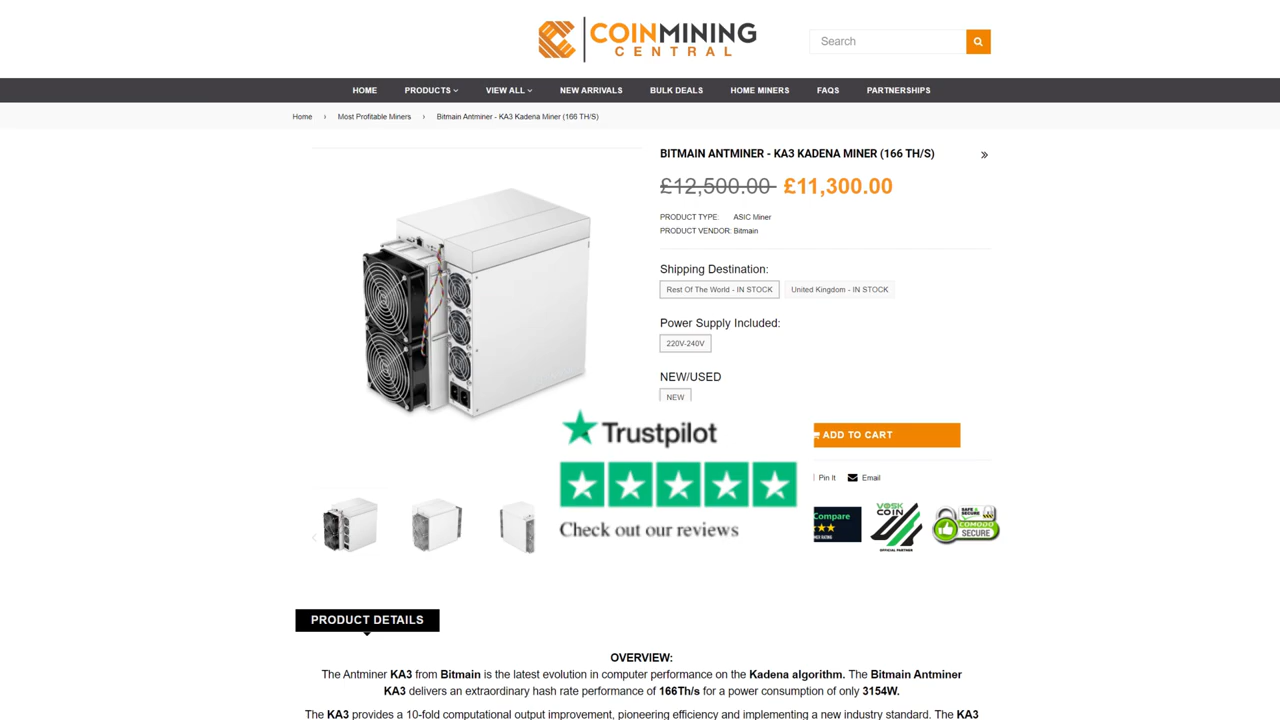 COINMINING
CENTRAL
Search
HOME PRODUCTS VIEW ALL NEW ARRIVALS BULK DEALS HOME MINERS FAQS PARTNERSHIPS
Home › Most Profitable Miners › Bitmain Antminer - KA3 Kadena Miner (166 TH/S)
BITMAIN ANTMINER - KA3 KADENA MINER (166 TH/S)
£12,500.00 £11,300.00
PRODUCT TYPE: ASIC Miner
PRODUCT VENDOR: Bitmain
Shipping Destination:
Rest Of The World - IN STOCK United Kingdom - IN STOCK
Power Supply Included:
220V-240V
NEW/USED
NEW
Trustpilot
ADD TO CART
Pin It Email
Check out our reviews
Compare
VOSK
COIN
OFFICIAL PARTNER
SAFE &
SECURE
COMODO
SECURE
PRODUCT DETAILS
OVERVIEW:
The Antminer KA3 from Bitmain is the latest evolution in computer performance on the Kadena algorithm. The Bitmain Antminer
KA3 delivers an extraordinary hash rate performance of 166Th/s for a power consumption of only 3154W.
The KA3 provides a 10-fold computational output improvement, pioneering efficiency and implementing a new industry standard. The KA3